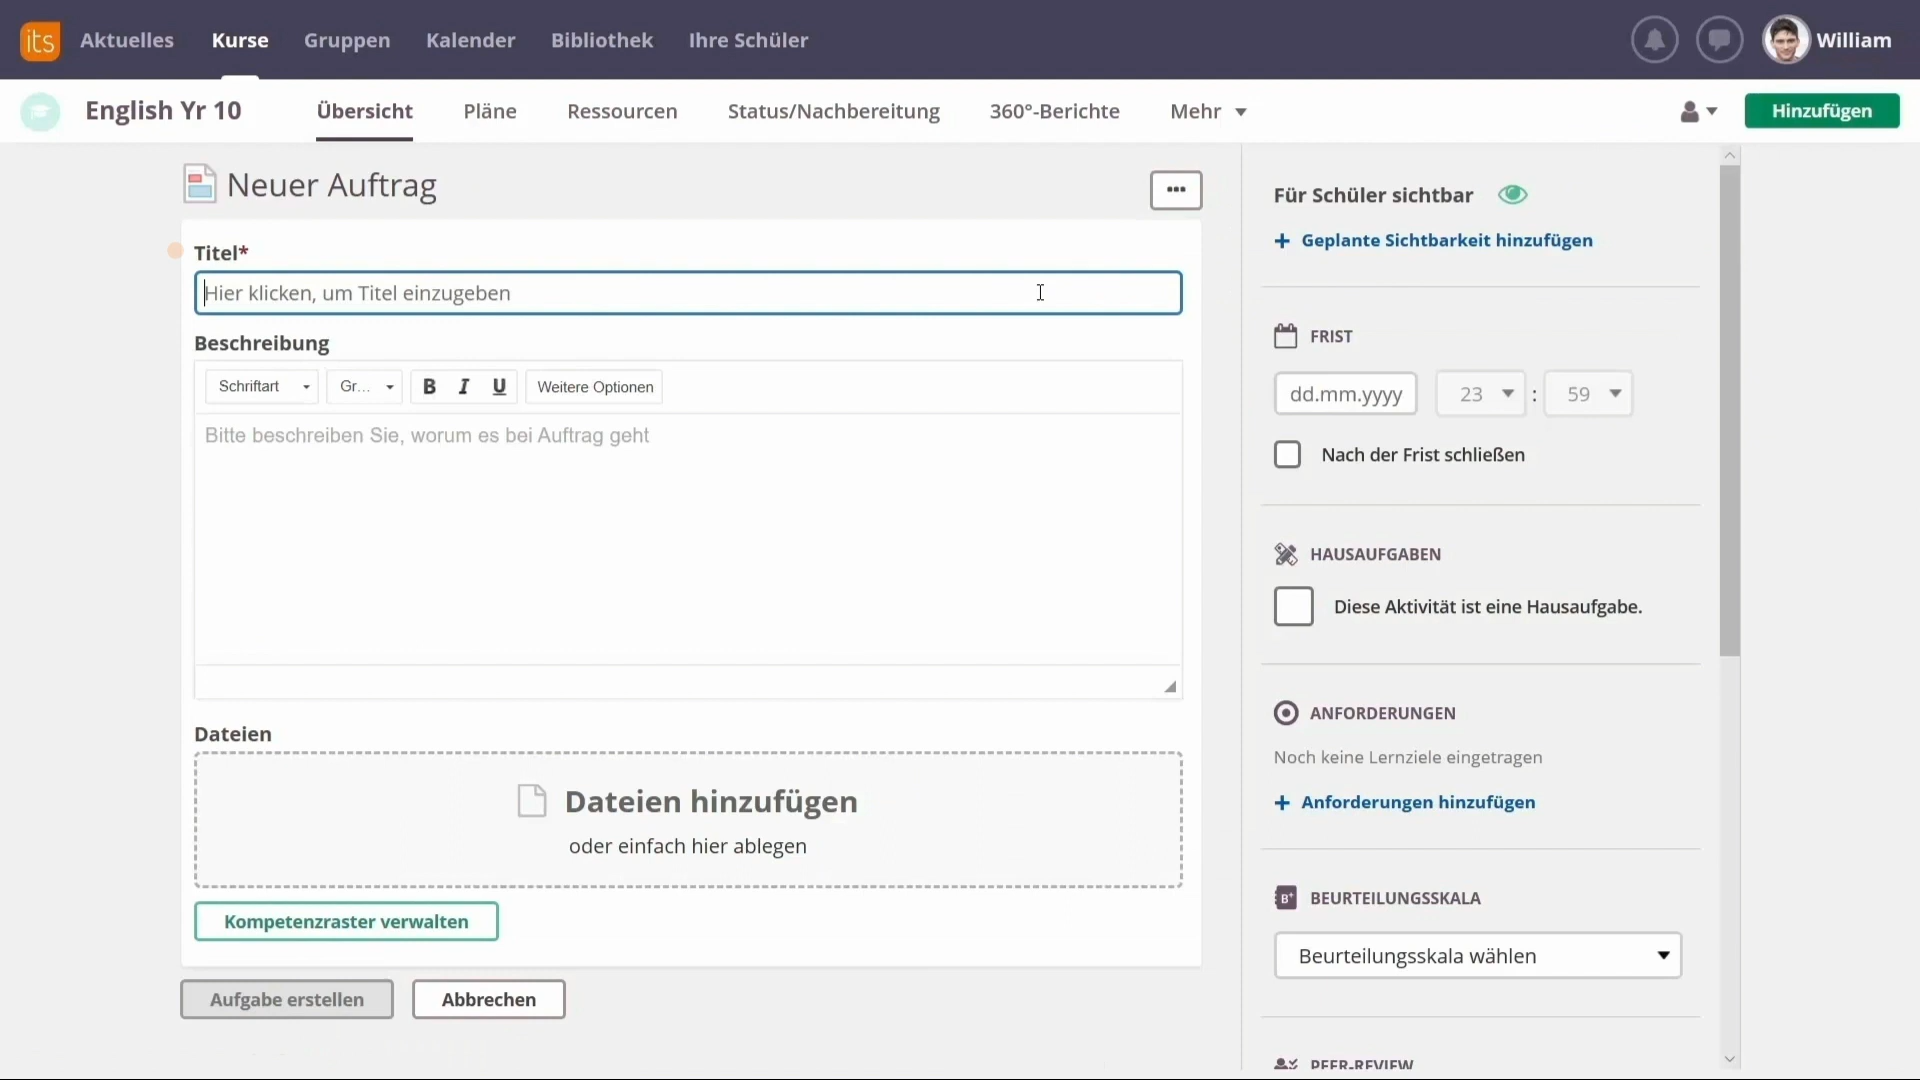 its Aktuelles Kurse Gruppen Kalender Bibliothek Ihre Schüler William
English Yr 10 Übersicht Pläne Ressourcen Status/Nachbereitung 360°-Berichte Mehr Hinzufügen
Neuer Auftrag
Titel*
Hier klicken, um Titel einzugeben
Beschreibung
Schriftart Gr... B I U Weitere Optionen
Bitte beschreiben Sie, worum es bei Auftrag geht
Dateien
Dateien hinzufügen
oder einfach hier ablegen
Kompetenzraster verwalten
Aufgabe erstellen Abbrechen
Für Schüler sichtbar
+ Geplante Sichtbarkeit hinzufügen
FRIST
dd.mm.yyyy 23 : 59
Nach der Frist schließen
HAUSAUFGABEN
Diese Aktivität ist eine Hausaufgabe.
ANFORDERUNGEN
Noch keine Lernziele eingetragen
+ Anforderungen hinzufügen
B+ BEURTEILUNGSSKALA
Beurteilungsskala wählen
PEER-REVIEW